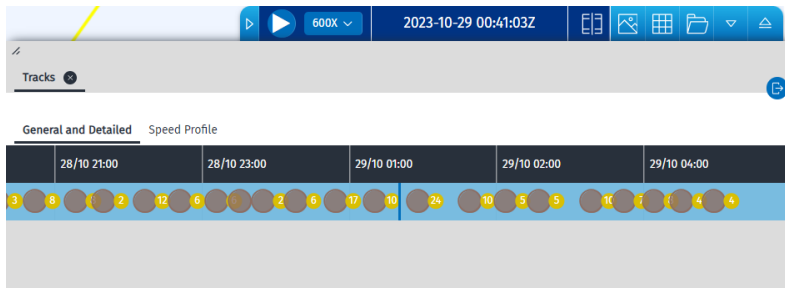 600X 2023-10-29 00:41:03Z
Tracks
General and Detailed Speed Profile
28/10 21:00 28/10 23:00 29/10 01:00 29/10 02:00 29/10 04:00
3 8 2 12 6 2 6 17 10 24 10 5 5 10 4 4